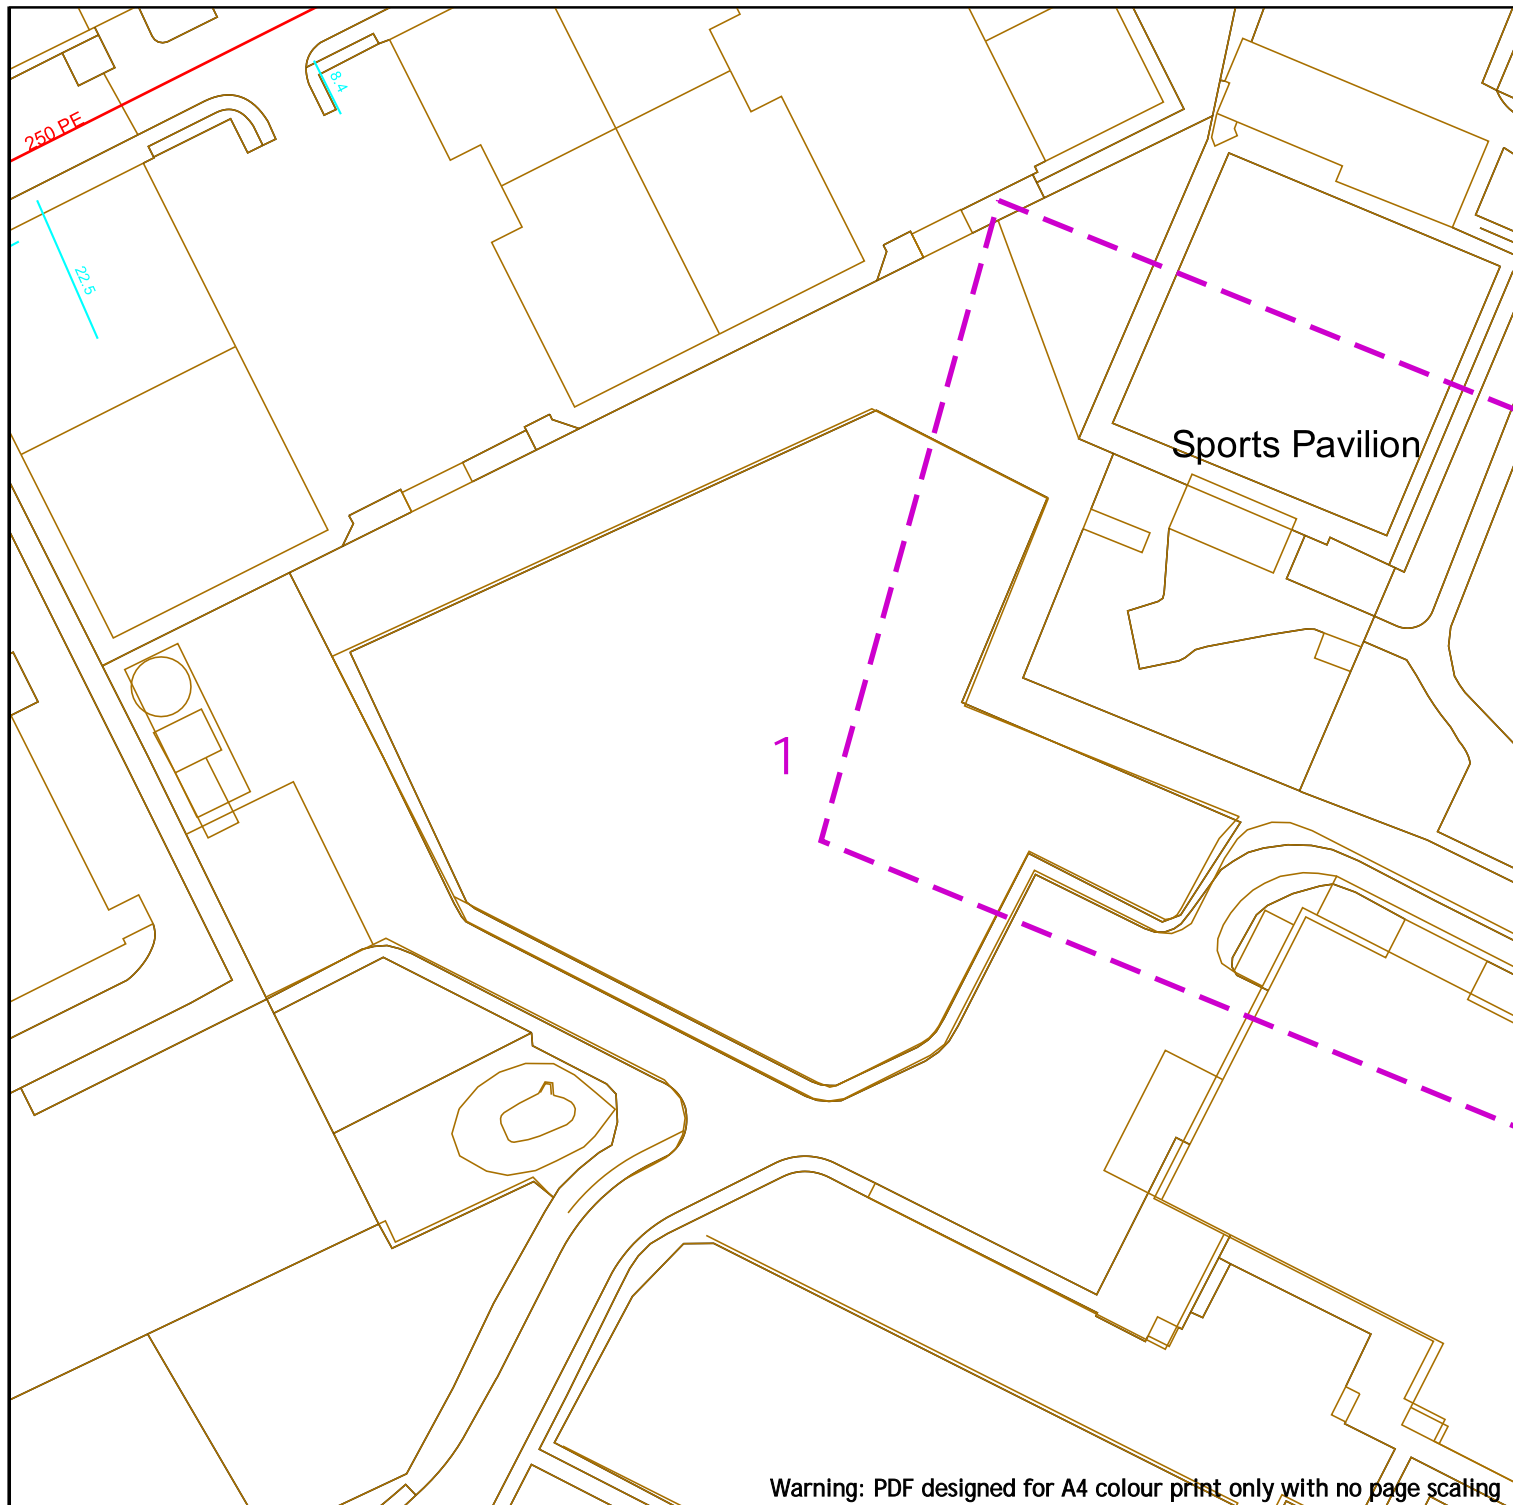 8.4
250 PE
22.5
Sports Pavilion
1
Warning: PDF designed for A4 colour print only with no page scaling